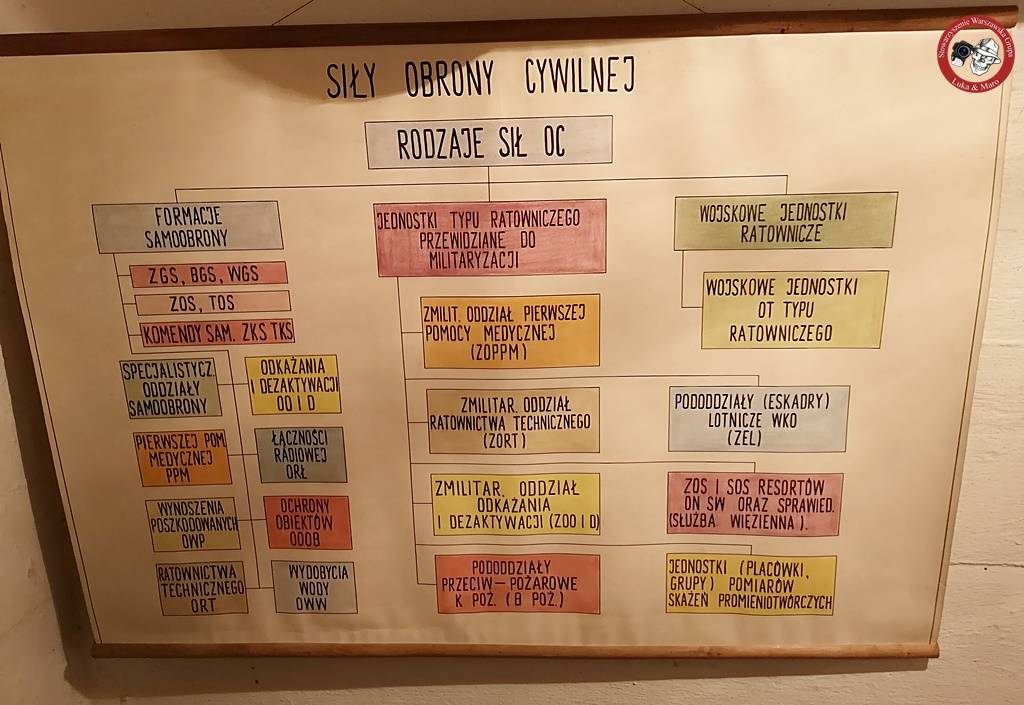 SIŁY OBRONY CYWILNEJ
RODZAJE SIŁ OC
FORMACJE
SAMOOBRONY
ZGS, BGS, WGS
ZOS, TOS
KOMENDY SAM. ZKS TKS
SPECJALISTYCZ.
ODDZIAŁY
SAMOOBRONY
ODKAŻANIA
I DEZAKTYWACJI
OO I D
PIERWSZEJ POM.
MEDYCZNEJ
PPM
ŁĄCZNOŚCI
RADIOWEJ
ORŁ
WYNOSZENIA
POSZKODOWANYCH
OWP
OCHRONY
OBIEKTÓW
OOOB
RATOWNICTWA
TECHNICZNEGO
ORT
WYDOBYCIA
WODY
OWW
JEDNOSTKI TYPU RATOWNICZEGO
PRZEWIDZIANE DO
MILITARYZACJI
ZMILIT. ODDZIAŁ PIERWSZEJ
POMOCY MEDYCZNEJ
(ZOPPM)
ZMILITAR. ODDZIAŁ
RATOWNICTWA TECHNICZNEGO
(ZORT)
PODODDZIAŁY (ESKADRY)
LOTNICZE WKO
(ZEL)
ZMILITAR. ODDZIAŁ
ODKAŻANIA
I DEZAKTYWACJI (ZOO I D)
ZOS I SOS RESORTÓW
ON SW ORAZ SPRAWIED.
(SŁUŻBA WIĘZIENNA).
PODODDZIAŁY
PRZECIW-POŻAROWE
K POŻ. (B POŻ.)
JEDNOSTKI (PLACÓWKI,
GRUPY) POMIARÓW
SKAŻEŃ PROMIENIOTWÓRCZYCH
WOJSKOWE JEDNOSTKI
RATOWNICZE
WOJSKOWE JEDNOSTKI
OT TYPU
RATOWNICZEGO
Stowarzyszenie Warszawska Grupa
Luka & Maro